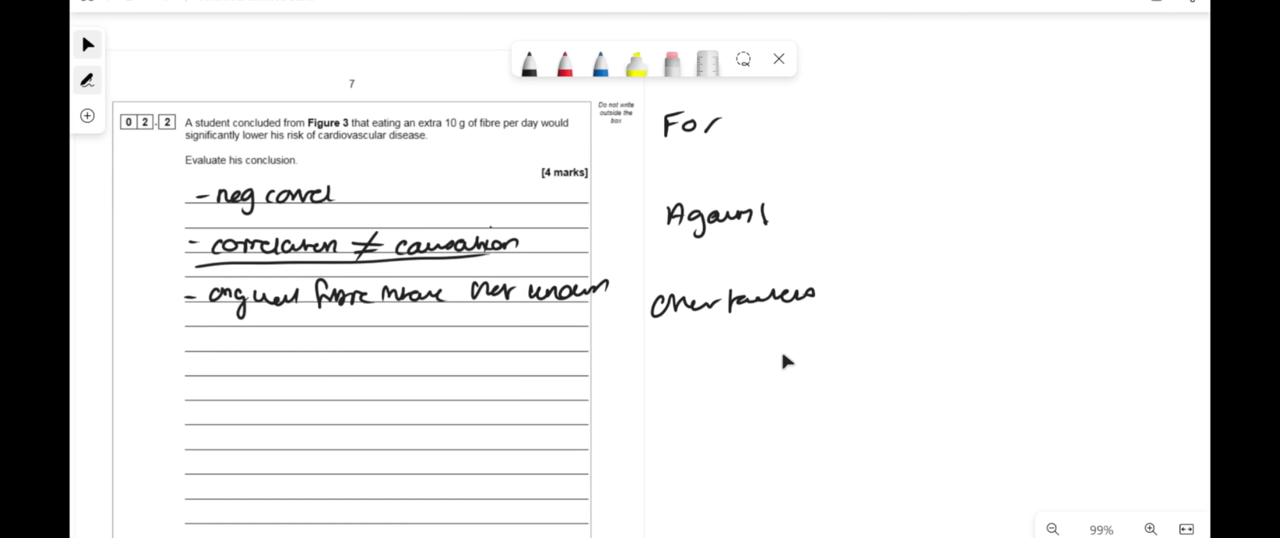 7
Do not write
outside the
box
0 2 . 2 A student concluded from Figure 3 that eating an extra 10 g of fibre per day would
significantly lower his risk of cardiovascular disease.
Evaluate his conclusion.
[4 marks]
- neg correl
- correlation ≠ causation
- original fibre intake not known
For
Against
Other factors
99%